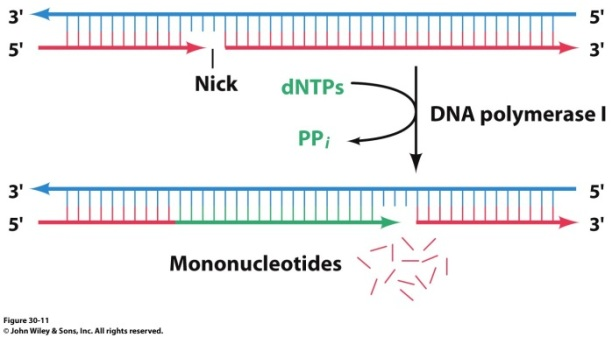 3' 5'
5' 3'
Nick
dNTPs
DNA polymerase I
PPi
3' 5'
5' 3'
Mononucleotides
Figure 30-11
© John Wiley & Sons, Inc. All rights reserved.